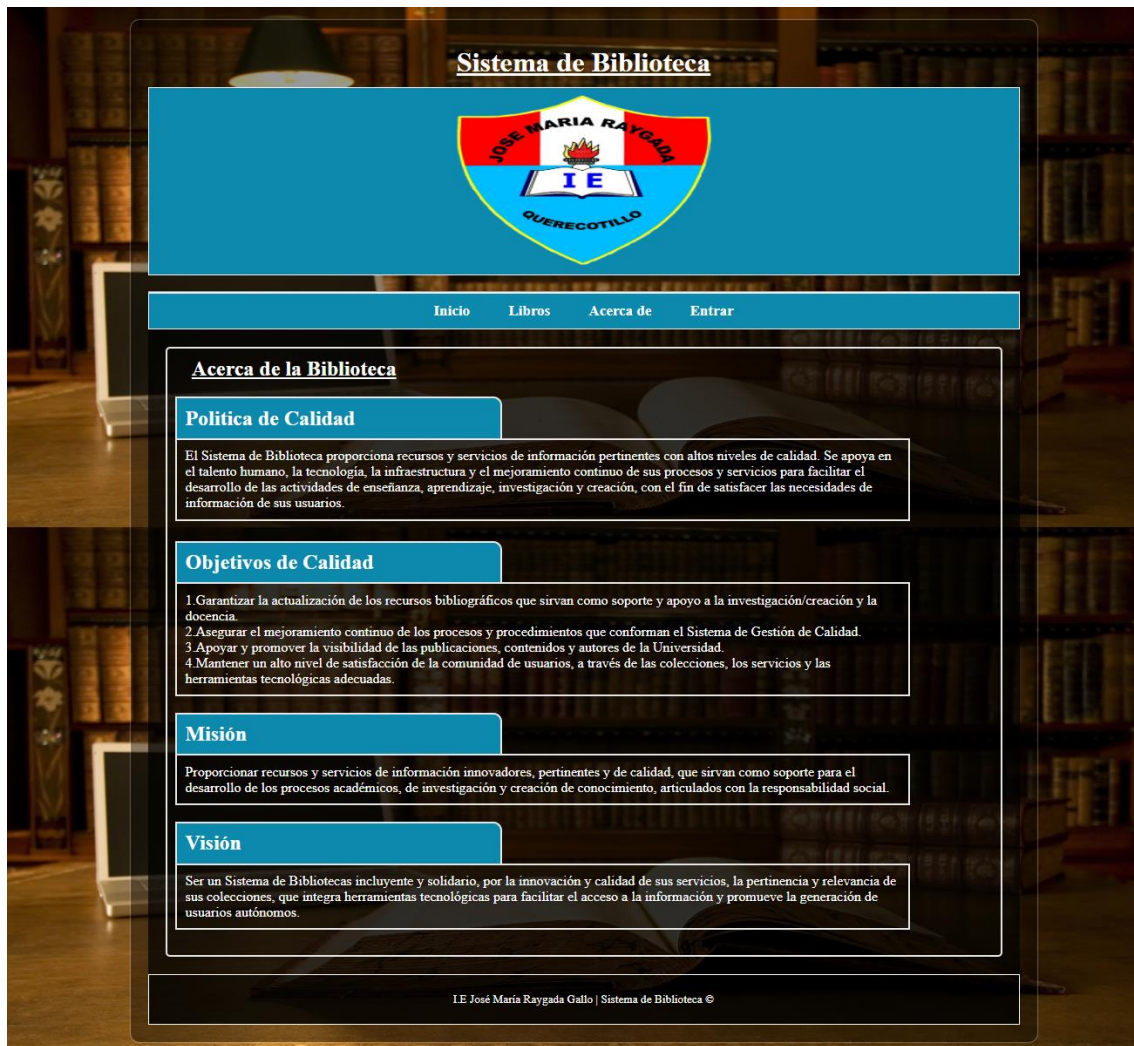 Sistema de Biblioteca
JOSE MARIA RAYGADA
I E
QUERECOTILLO
Inicio Libros Acerca de Entrar
Acerca de la Biblioteca
Politica de Calidad
El Sistema de Biblioteca proporciona recursos y servicios de información pertinentes con altos niveles de calidad. Se apoya en
el talento humano, la tecnología, la infraestructura y el mejoramiento continuo de sus procesos y servicios para facilitar el
desarrollo de las actividades de enseñanza, aprendizaje, investigación y creación, con el fin de satisfacer las necesidades de
información de sus usuarios.
Objetivos de Calidad
1.Garantizar la actualización de los recursos bibliográficos que sirvan como soporte y apoyo a la investigación/creación y la
docencia.
2.Asegurar el mejoramiento continuo de los procesos y procedimientos que conforman el Sistema de Gestión de Calidad.
3.Apoyar y promover la visibilidad de las publicaciones, contenidos y autores de la Universidad.
4.Mantener un alto nivel de satisfacción de la comunidad de usuarios, a través de las colecciones, los servicios y las
herramientas tecnológicas adecuadas.
Misión
Proporcionar recursos y servicios de información innovadores, pertinentes y de calidad, que sirvan como soporte para el
desarrollo de los procesos académicos, de investigación y creación de conocimiento, articulados con la responsabilidad social.
Visión
Ser un Sistema de Bibliotecas incluyente y solidario, por la innovación y calidad de sus servicios, la pertinencia y relevancia de
sus colecciones, que integra herramientas tecnológicas para facilitar el acceso a la información y promueve la generación de
usuarios autónomos.
I.E José María Raygada Gallo | Sistema de Biblioteca ©